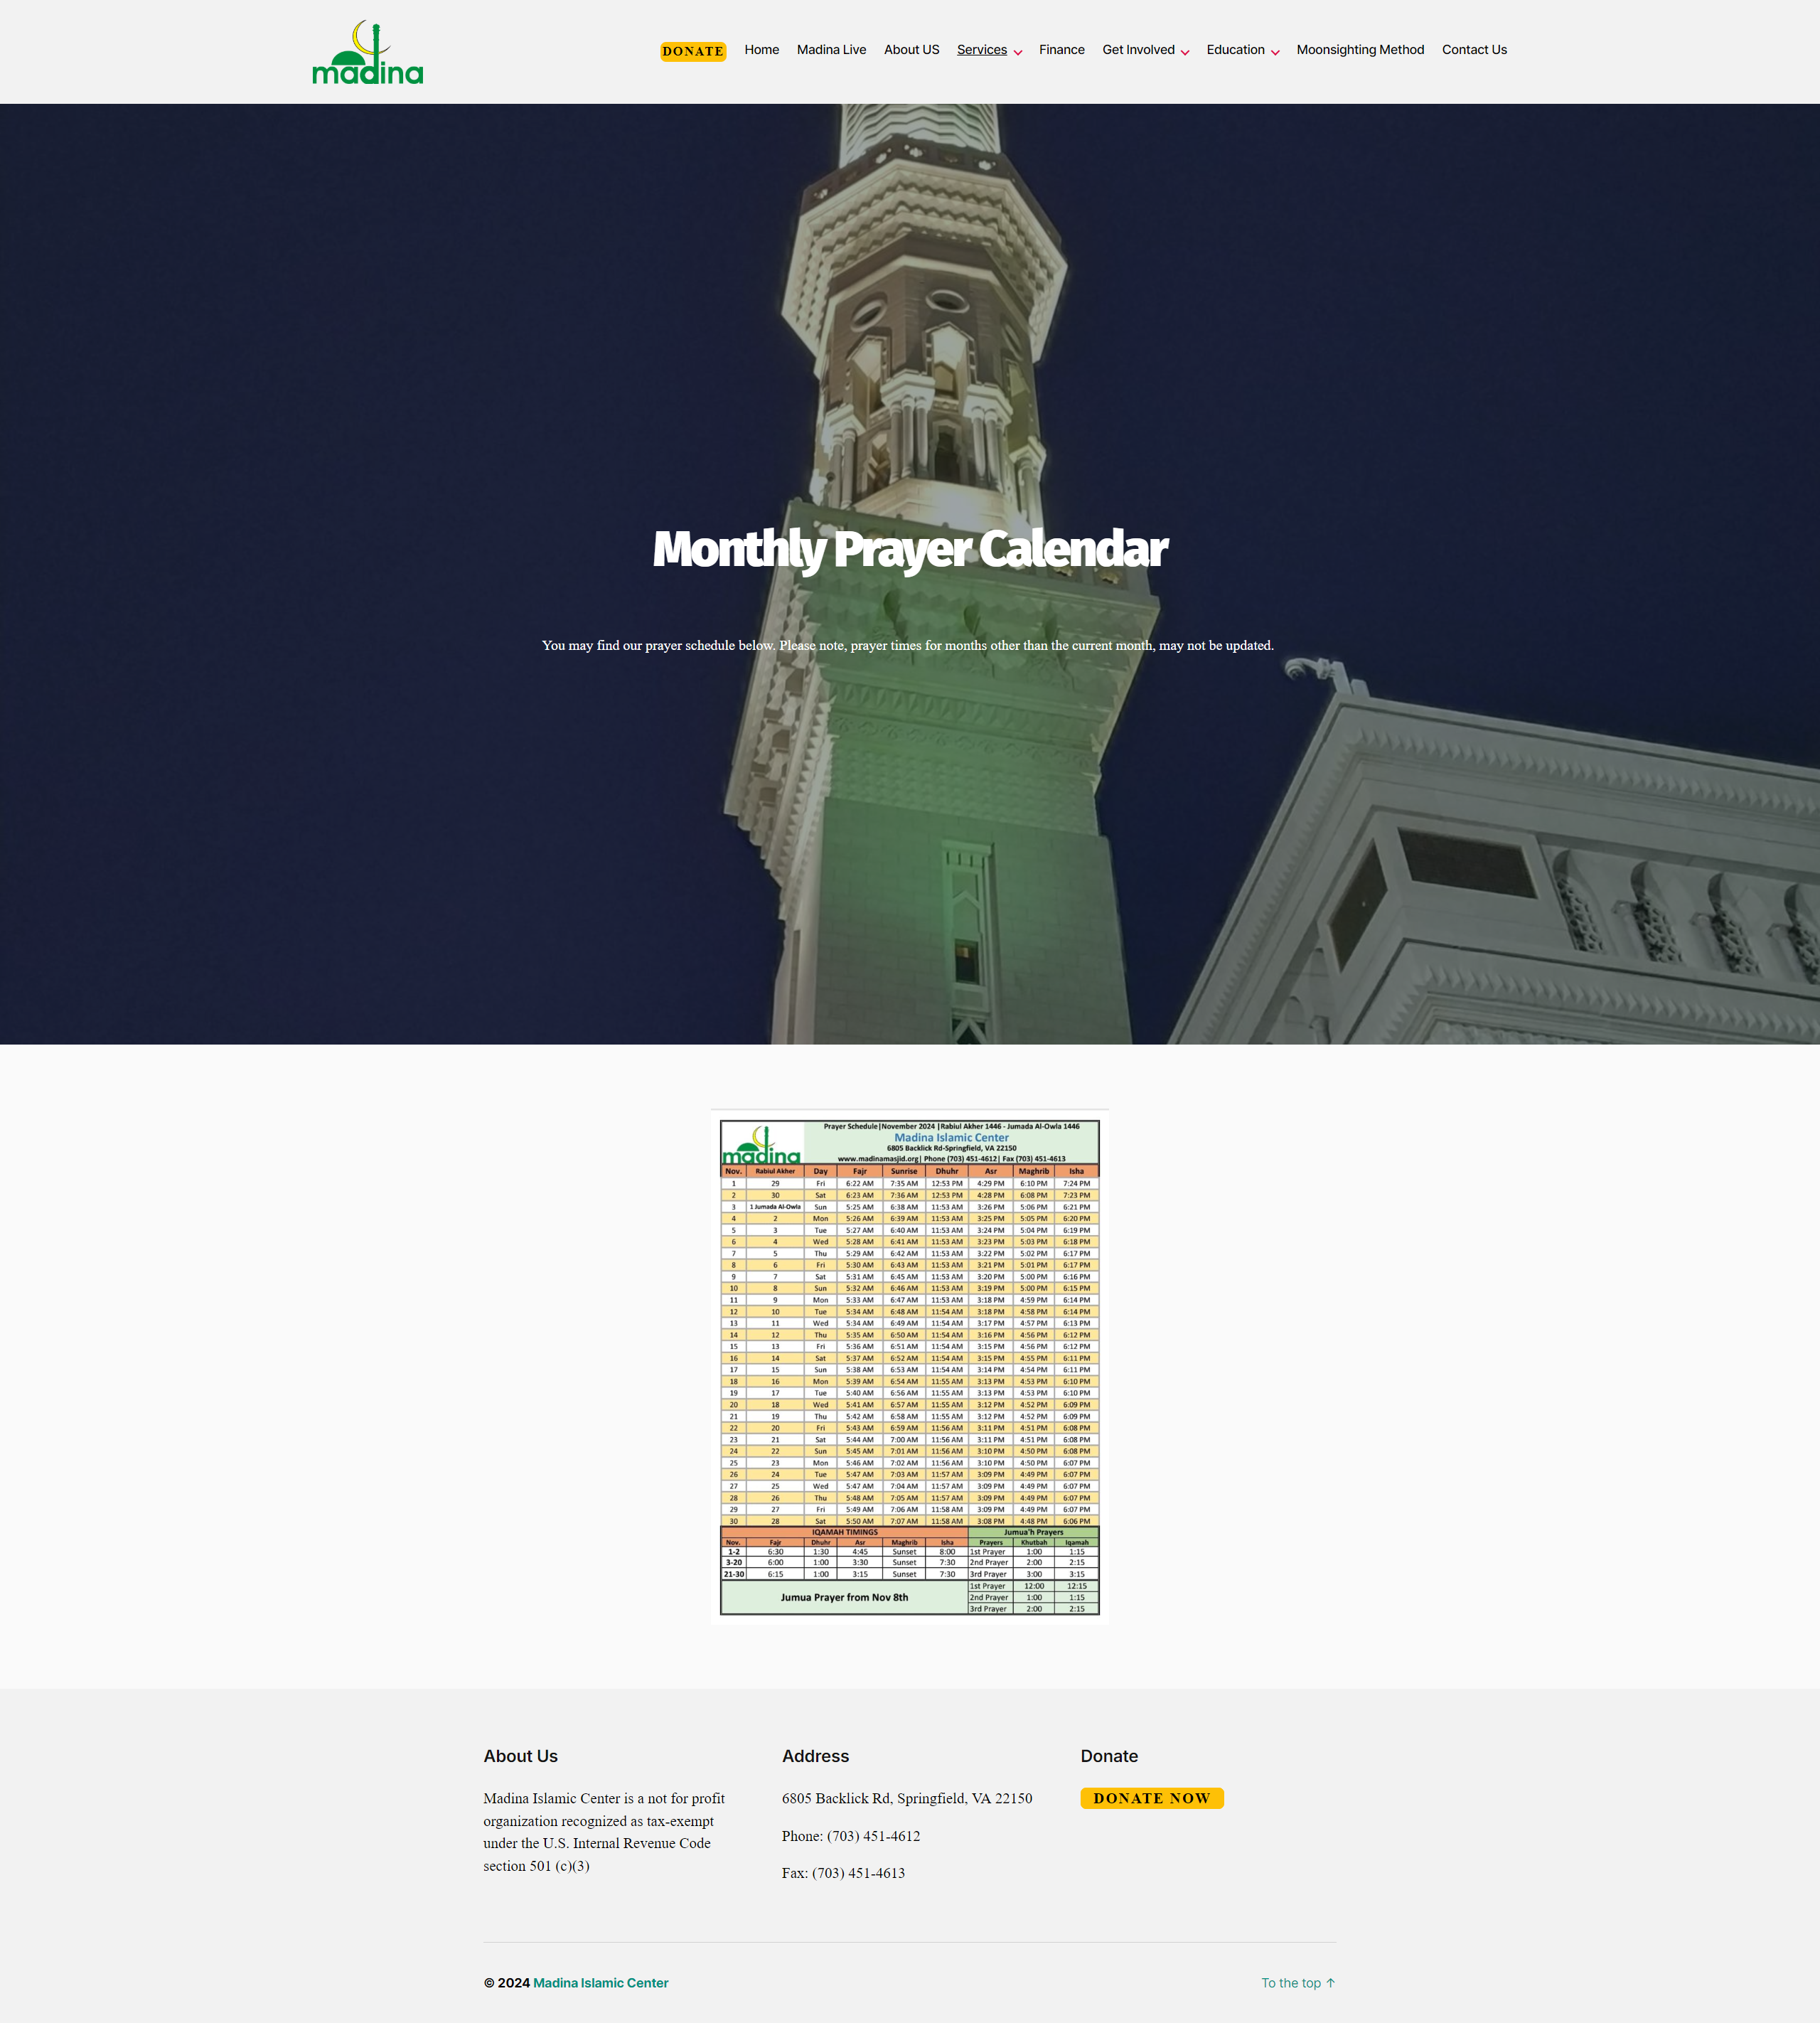 madina
DONATE Home Madina Live About US Services Finance Get Involved Education Moonsighting Method Contact Us
Monthly Prayer Calendar
You may find our prayer schedule below. Please note, prayer times for months other than the current month, may not be updated.
madina
Prayer Schedule|November 2024 |Rabiul Akher 1446 - Jumada Al-Owla 1446
Madina Islamic Center
6805 Backlick Rd-Springfield, VA 22150
www.madinamasjid.org| Phone (703) 451-4612| Fax (703) 451-4613
Nov. Rabiul Akher Day Fajr Sunrise Dhuhr Asr Maghrib Isha
1 29 Fri 6:22 AM 7:35 AM 12:53 PM 4:29 PM 6:10 PM 7:24 PM
2 30 Sat 6:23 AM 7:36 AM 12:53 PM 4:28 PM 6:08 PM 7:23 PM
3 1 Jumada Al-Owla Sun 5:25 AM 6:38 AM 11:53 AM 3:26 PM 5:06 PM 6:21 PM
4 2 Mon 5:26 AM 6:39 AM 11:53 AM 3:25 PM 5:05 PM 6:20 PM
5 3 Tue 5:27 AM 6:40 AM 11:53 AM 3:24 PM 5:04 PM 6:19 PM
6 4 Wed 5:28 AM 6:41 AM 11:53 AM 3:23 PM 5:03 PM 6:18 PM
7 5 Thu 5:29 AM 6:42 AM 11:53 AM 3:22 PM 5:02 PM 6:17 PM
8 6 Fri 5:30 AM 6:43 AM 11:53 AM 3:21 PM 5:01 PM 6:17 PM
9 7 Sat 5:31 AM 6:45 AM 11:53 AM 3:20 PM 5:00 PM 6:16 PM
10 8 Sun 5:32 AM 6:46 AM 11:53 AM 3:19 PM 5:00 PM 6:15 PM
11 9 Mon 5:33 AM 6:47 AM 11:53 AM 3:18 PM 4:59 PM 6:14 PM
12 10 Tue 5:34 AM 6:48 AM 11:54 AM 3:18 PM 4:58 PM 6:14 PM
13 11 Wed 5:34 AM 6:49 AM 11:54 AM 3:17 PM 4:57 PM 6:13 PM
14 12 Thu 5:35 AM 6:50 AM 11:54 AM 3:16 PM 4:56 PM 6:12 PM
15 13 Fri 5:36 AM 6:51 AM 11:54 AM 3:15 PM 4:56 PM 6:12 PM
16 14 Sat 5:37 AM 6:52 AM 11:54 AM 3:15 PM 4:55 PM 6:11 PM
17 15 Sun 5:38 AM 6:53 AM 11:54 AM 3:14 PM 4:54 PM 6:11 PM
18 16 Mon 5:39 AM 6:54 AM 11:55 AM 3:13 PM 4:53 PM 6:10 PM
19 17 Tue 5:40 AM 6:56 AM 11:55 AM 3:13 PM 4:53 PM 6:10 PM
20 18 Wed 5:41 AM 6:57 AM 11:55 AM 3:12 PM 4:52 PM 6:09 PM
21 19 Thu 5:42 AM 6:58 AM 11:55 AM 3:12 PM 4:52 PM 6:09 PM
22 20 Fri 5:43 AM 6:59 AM 11:56 AM 3:11 PM 4:51 PM 6:08 PM
23 21 Sat 5:44 AM 7:00 AM 11:56 AM 3:11 PM 4:51 PM 6:08 PM
24 22 Sun 5:45 AM 7:01 AM 11:56 AM 3:10 PM 4:50 PM 6:08 PM
25 23 Mon 5:46 AM 7:02 AM 11:56 AM 3:10 PM 4:50 PM 6:07 PM
26 24 Tue 5:47 AM 7:03 AM 11:57 AM 3:09 PM 4:49 PM 6:07 PM
27 25 Wed 5:47 AM 7:04 AM 11:57 AM 3:09 PM 4:49 PM 6:07 PM
28 26 Thu 5:48 AM 7:05 AM 11:57 AM 3:09 PM 4:49 PM 6:07 PM
29 27 Fri 5:49 AM 7:06 AM 11:58 AM 3:09 PM 4:49 PM 6:07 PM
30 28 Sat 5:50 AM 7:07 AM 11:58 AM 3:08 PM 4:48 PM 6:06 PM
IQAMAH TIMINGS Jumua'h Prayers
Nov. Fajr Dhuhr Asr Maghrib Isha Prayers Khutbah Iqamah
1-2 6:30 1:30 4:45 Sunset 8:00 1st Prayer 1:00 1:15
3-20 6:00 1:00 3:30 Sunset 7:30 2nd Prayer 2:00 2:15
21-30 6:15 1:00 3:15 Sunset 7:30 3rd Prayer 3:00 3:15
Jumua Prayer from Nov 8th
1st Prayer 12:00 12:15
2nd Prayer 1:00 1:15
3rd Prayer 2:00 2:15
About Us
Madina Islamic Center is a not for profit
organization recognized as tax-exempt
under the U.S. Internal Revenue Code
section 501 (c)(3)
Address
6805 Backlick Rd, Springfield, VA 22150
Phone: (703) 451-4612
Fax: (703) 451-4613
Donate
DONATE NOW
© 2024 Madina Islamic Center
To the top ↑